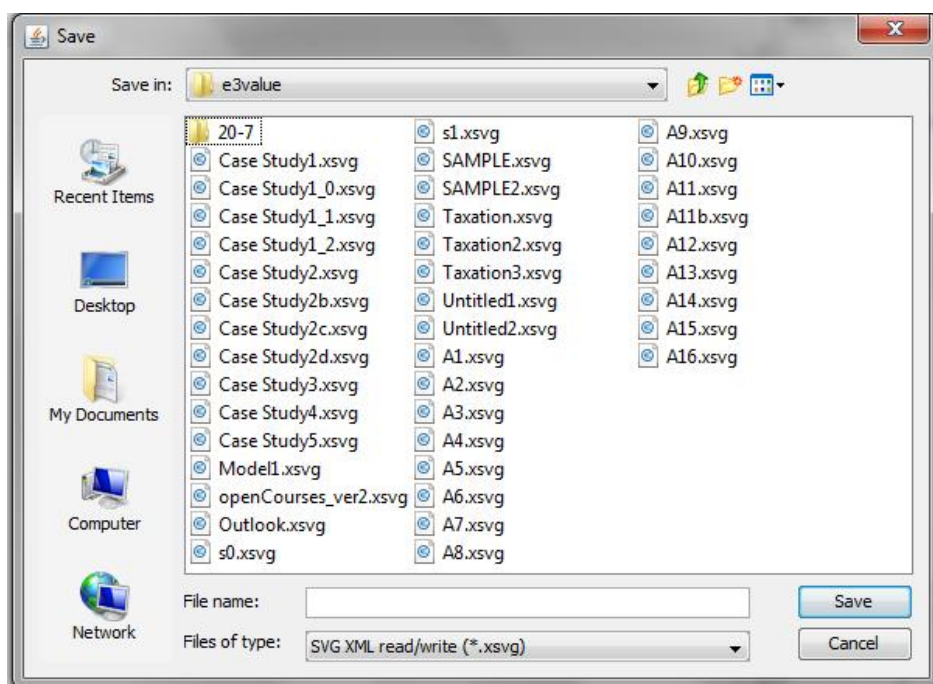 Save
Save in:
e3value
Recent Items
Desktop
My Documents
Computer
Network
20-7
Case Study1.xsvg
Case Study1_0.xsvg
Case Study1_1.xsvg
Case Study1_2.xsvg
Case Study2.xsvg
Case Study2b.xsvg
Case Study2c.xsvg
Case Study2d.xsvg
Case Study3.xsvg
Case Study4.xsvg
Case Study5.xsvg
Model1.xsvg
openCourses_ver2.xsvg
Outlook.xsvg
s0.xsvg
s1.xsvg
SAMPLE.xsvg
SAMPLE2.xsvg
Taxation.xsvg
Taxation2.xsvg
Taxation3.xsvg
Untitled1.xsvg
Untitled2.xsvg
A1.xsvg
A2.xsvg
A3.xsvg
A4.xsvg
A5.xsvg
A6.xsvg
A7.xsvg
A8.xsvg
A9.xsvg
A10.xsvg
A11.xsvg
A11b.xsvg
A12.xsvg
A13.xsvg
A14.xsvg
A15.xsvg
A16.xsvg
File name:
Save
Files of type:
SVG XML read/write (*.xsvg)
Cancel